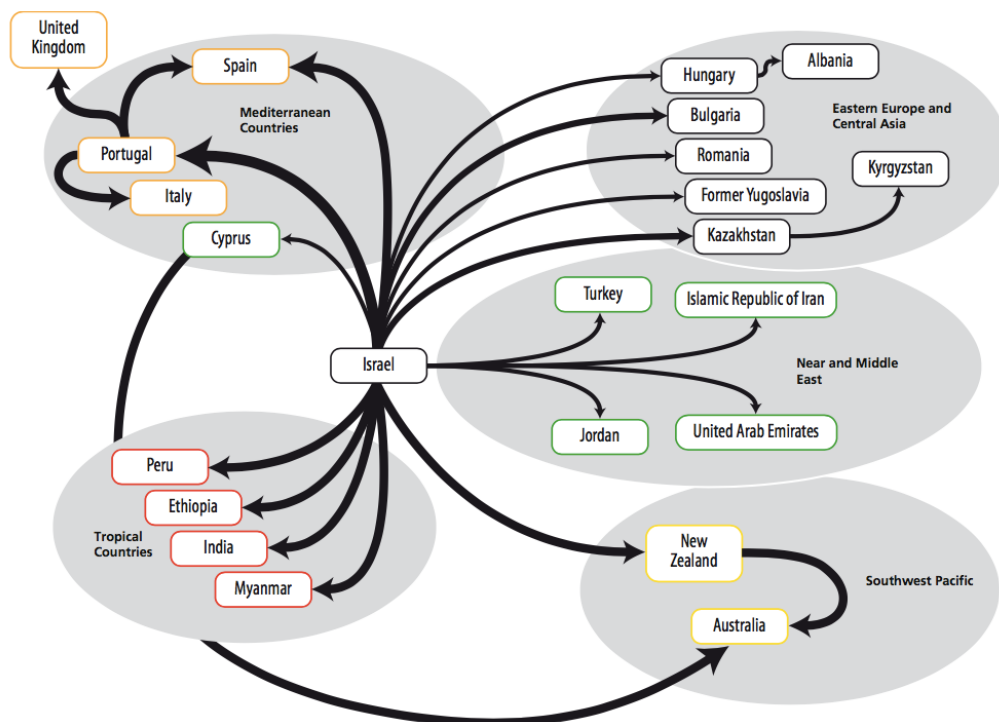 United
Kingdom
Spain
Mediterranean
Countries
Portugal
Italy
Cyprus
Hungary
Albania
Bulgaria
Eastern Europe and
Central Asia
Romania
Kyrgyzstan
Former Yugoslavia
Kazakhstan
Turkey
Islamic Republic of Iran
Israel
Near and Middle
East
Jordan
United Arab Emirates
Peru
Ethiopia
Tropical
Countries
India
Myanmar
New
Zealand
Southwest Pacific
Australia